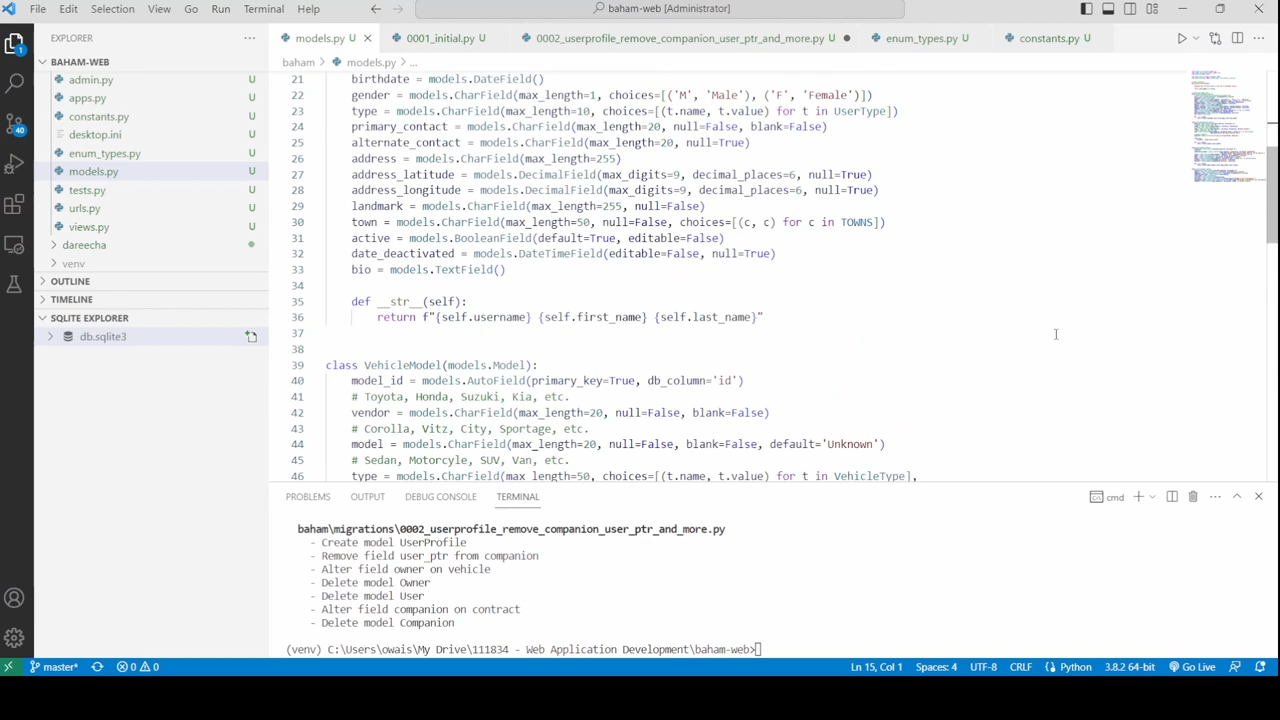 File Edit Selection View Go Run Terminal Help
baham-web [Administrator]
EXPLORER
models.py U
0001_initial.py U
0002_userprofile_remove_companion_user_ptr_and_more.py
enum_types.py U
constants.py U
BAHAM-WEB
baham > models.py > ...
admin.py U
apps.py U
constants.py U
desktop.ini U
enum_types.py U
models.py U
tests.py U
urls.py U
views.py U
dareecha
venv
OUTLINE
TIMELINE
SQLITE EXPLORER
db.sqlite3
1
40
21 birthdate = models.DateField()
22 gender = models.CharField(max_length=1, choices=[('M', 'Male'), ('F', 'Female')])
23 type = models.CharField(max_length=10, choices=[(t.name, t.value) for t in UserType])
24 primary_contact = models.CharField(max_length=20, null=False, blank=False)
25 alternate_contact = models.CharField(max_length=20, null=True)
26 address = models.CharField(max_length=255)
27 address_latitude = models.DecimalField(max_digits=9, decimal_places=6, null=True)
28 address_longitude = models.DecimalField(max_digits=9, decimal_places=6, null=True)
29 landmark = models.CharField(max_length=255, null=False)
30 town = models.CharField(max_length=50, null=False, choices=[(c, c) for c in TOWNS])
31 active = models.BooleanField(default=True, editable=False)
32 date_deactivated = models.DateTimeField(editable=False, null=True)
33 bio = models.TextField()
34
35 def __str__(self):
36 return f"{self.username} {self.first_name} {self.last_name}"
37
38
39 class VehicleModel(models.Model):
40 model_id = models.AutoField(primary_key=True, db_column='id')
41 # Toyota, Honda, Suzuki, Kia, etc.
42 vendor = models.CharField(max_length=20, null=False, blank=False)
43 # Corolla, Vitz, City, Sportage, etc.
44 model = models.CharField(max_length=20, null=False, blank=False, default='Unknown')
45 # Sedan, Motorcyle, SUV, Van, etc.
46 type = models.CharField(max_length=50, choices=[(t.name, t.value) for t in VehicleType],
PROBLEMS OUTPUT DEBUG CONSOLE TERMINAL
cmd
baham\migrations\0002_userprofile_remove_companion_user_ptr_and_more.py
- Create model UserProfile
- Remove field user_ptr from companion
- Alter field owner on vehicle
- Delete model Owner
- Delete model User
- Alter field companion on contract
- Delete model Companion
(venv) C:\Users\owais\My Drive\111834 - Web Application Development\baham-web>
master* 0 0 Ln 15, Col 1 Spaces: 4 UTF-8 CRLF Python 3.8.2 64-bit Go Live